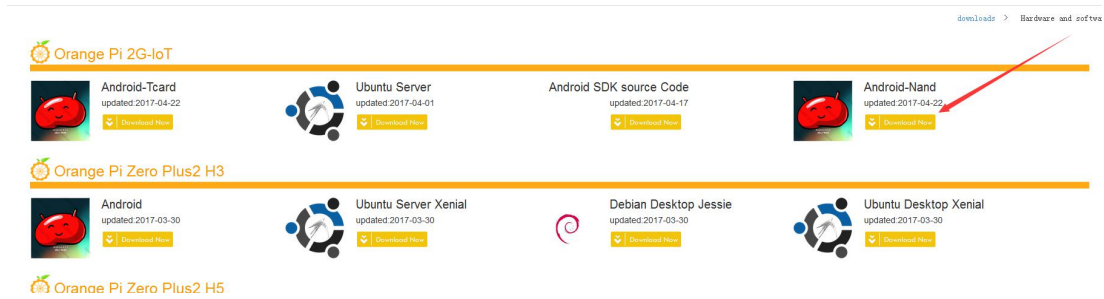 downloads > Hardware and softwa
Orange Pi 2G-IoT
Android-Tcard
updated:2017-04-22
Download Now
Ubuntu Server
updated:2017-04-01
Download Now
Android SDK source Code
updated:2017-04-17
Download Now
Android-Nand
updated:2017-04-22
Download Now
Orange Pi Zero Plus2 H3
Android
updated:2017-03-30
Download Now
Ubuntu Server Xenial
updated:2017-03-30
Download Now
Debian Desktop Jessie
updated:2017-03-30
Download Now
Ubuntu Desktop Xenial
updated:2017-03-30
Download Now
Orange Pi Zero Plus2 H5